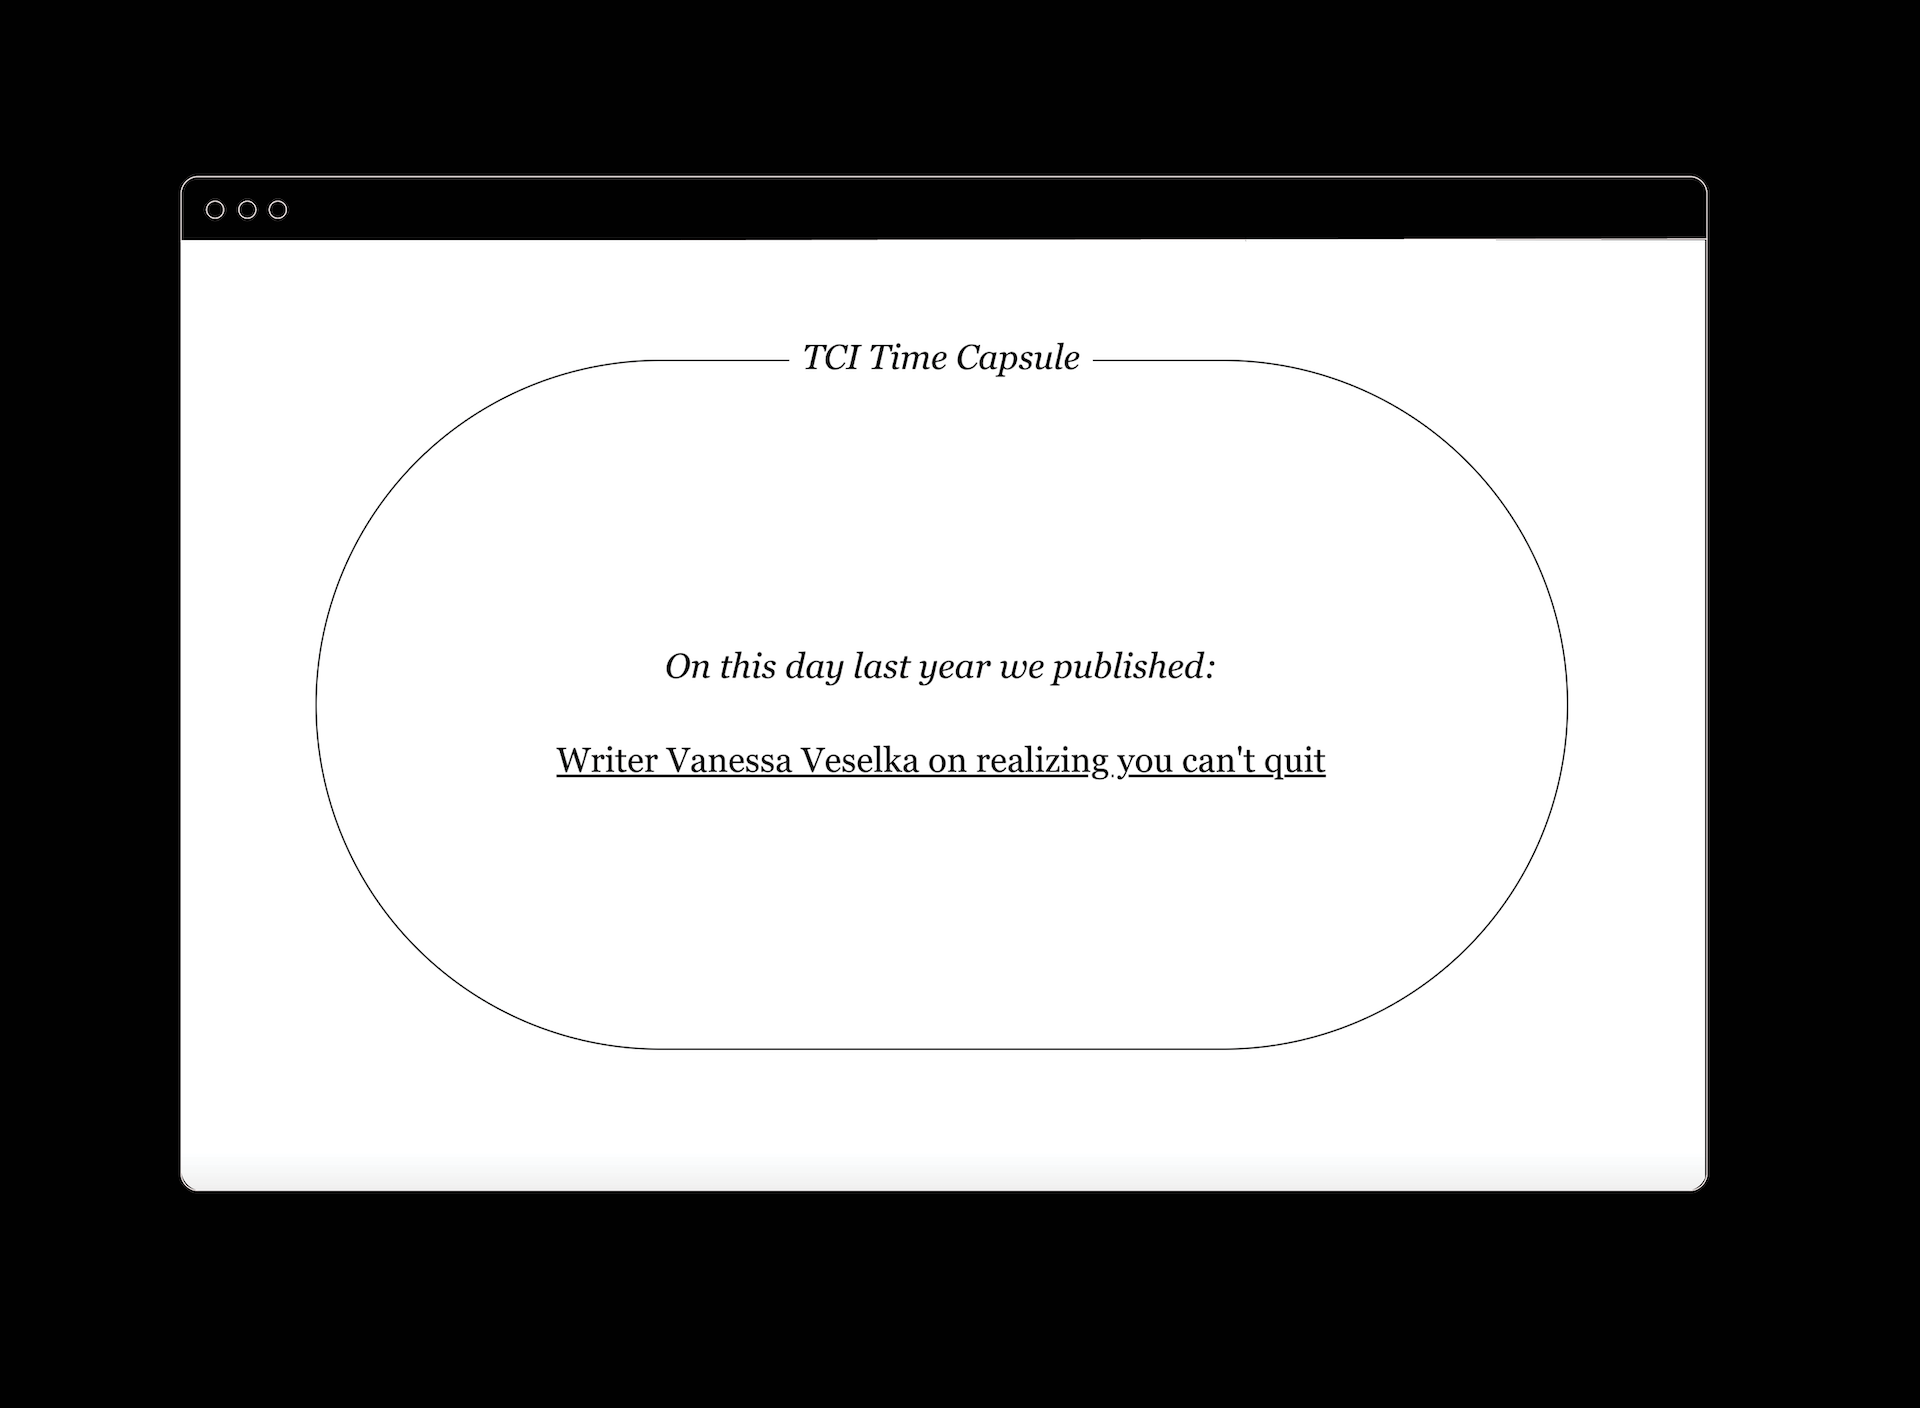 TCI Time Capsule
On this day last year we published:
Writer Vanessa Veselka on realizing you can't quit